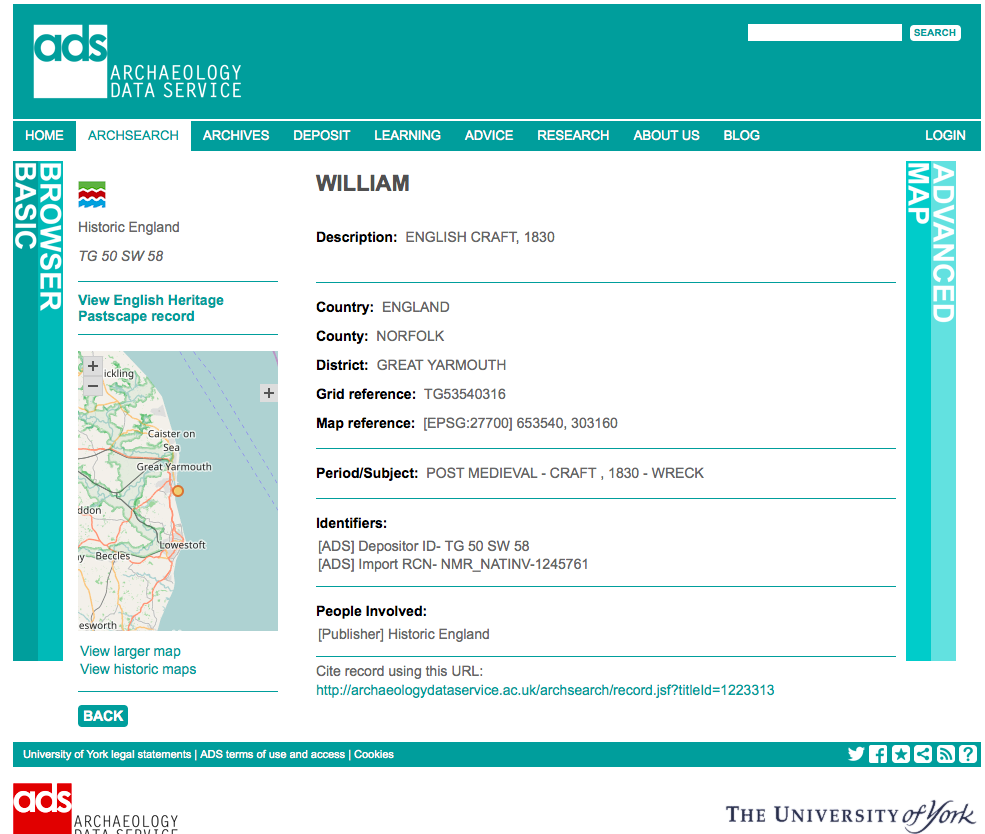 ads
ARCHAEOLOGY
DATA SERVICE
SEARCH
HOME ARCHSEARCH ARCHIVES DEPOSIT LEARNING ADVICE RESEARCH ABOUT US BLOG LOGIN
BROWSER
BASIC
Historic England
TG 50 SW 58
View English Heritage
Pastscape record
+
−
+
ickling
Caister on
Sea
Great Yarmouth
ddon
Lowestoft
y
Beccles
esworth
View larger map
View historic maps
BACK
WILLIAM
Description: ENGLISH CRAFT, 1830
Country: ENGLAND
County: NORFOLK
District: GREAT YARMOUTH
Grid reference: TG53540316
Map reference: [EPSG:27700] 653540, 303160
Period/Subject: POST MEDIEVAL - CRAFT , 1830 - WRECK
Identifiers:
[ADS] Depositor ID- TG 50 SW 58
[ADS] Import RCN- NMR_NATINV-1245761
People Involved:
[Publisher] Historic England
Cite record using this URL:
http://archaeologydataservice.ac.uk/archsearch/record.jsf?titleId=1223313
ADVANCED
MAP
University of York legal statements | ADS terms of use and access | Cookies
?
ads
ARCHAEOLOGY
DATA SERVICE
THE UNIVERSITY of York